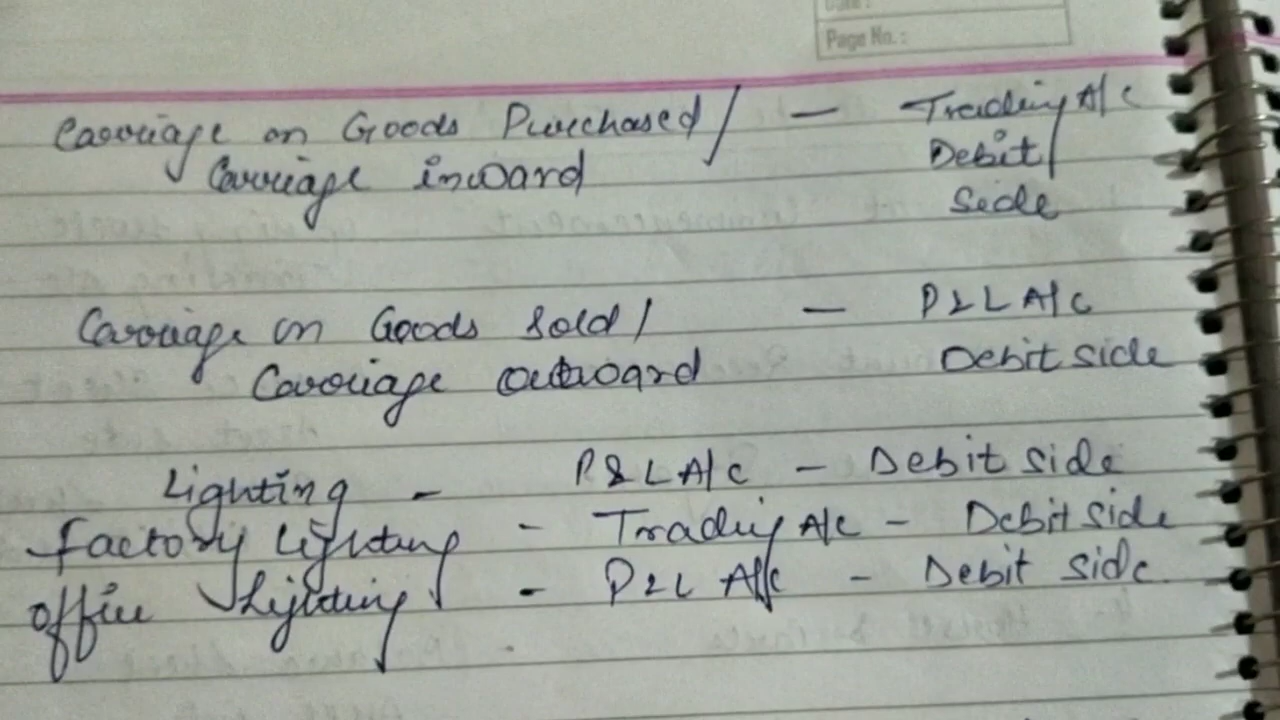 Page No. :
Carriage on Goods Purchased / — Trading A/c
Carriage inward Debit
Side
Carriage on Goods Sold / — P&L A/c
Carriage outward Debit side
Lighting - P&L A/c - Debit side
factory lighting - Trading A/c - Debit side
office Lighting - P&L A/c - Debit side